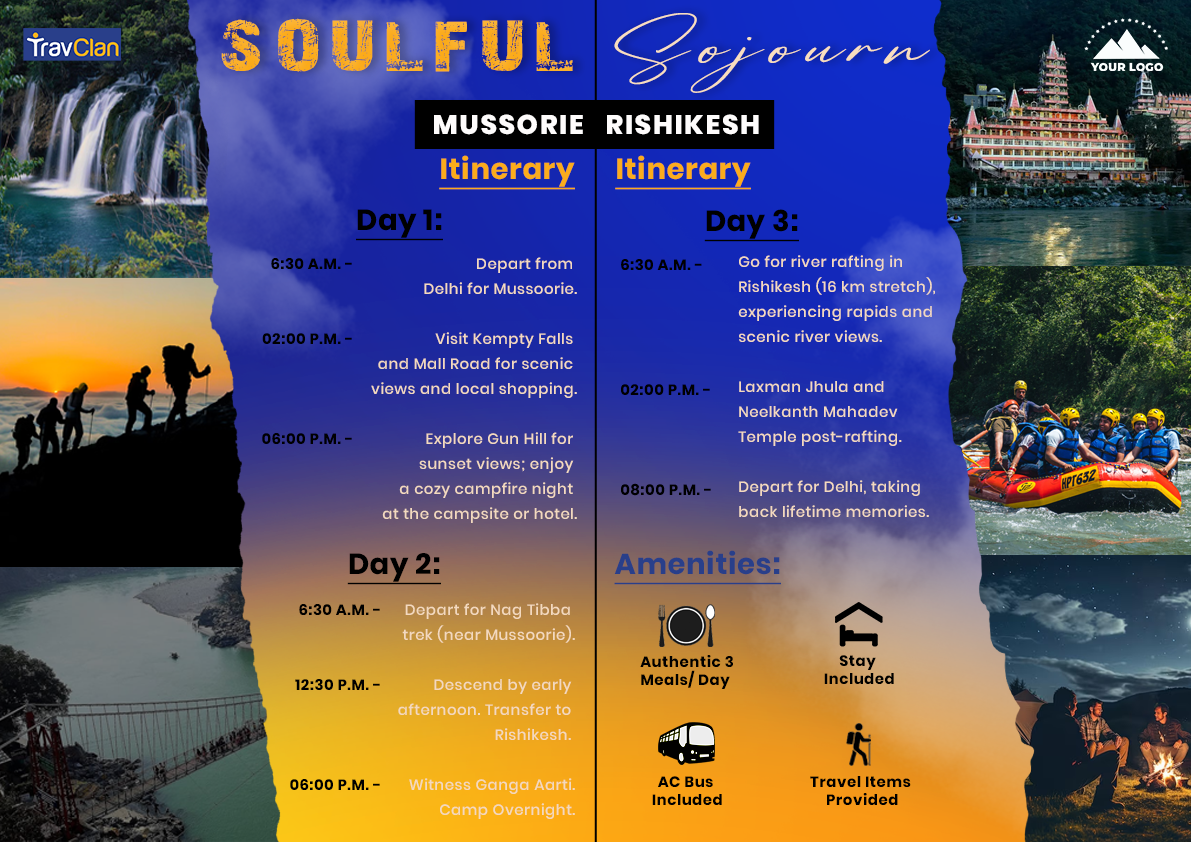 TravClan
SOULFUL
Sojourn
YOUR LOGO
MUSSORIE RISHIKESH
Itinerary
Day 1:
6:30 A.M. - Depart from
Delhi for Mussoorie.
02:00 P.M. - Visit Kempty Falls
and Mall Road for scenic
views and local shopping.
06:00 P.M. - Explore Gun Hill for
sunset views; enjoy
a cozy campfire night
at the campsite or hotel.
Day 2:
6:30 A.M. - Depart for Nag Tibba
trek (near Mussoorie).
12:30 P.M. - Descend by early
afternoon. Transfer to
Rishikesh.
06:00 P.M. - Witness Ganga Aarti.
Camp Overnight.
Itinerary
Day 3:
6:30 A.M. - Go for river rafting in
Rishikesh (16 km stretch),
experiencing rapids and
scenic river views.
02:00 P.M. - Laxman Jhula and
Neelkanth Mahadev
Temple post-rafting.
08:00 P.M. - Depart for Delhi, taking
back lifetime memories.
Amenities:
Authentic 3
Meals/ Day
Stay
Included
AC Bus
Included
Travel Items
Provided
HPT632